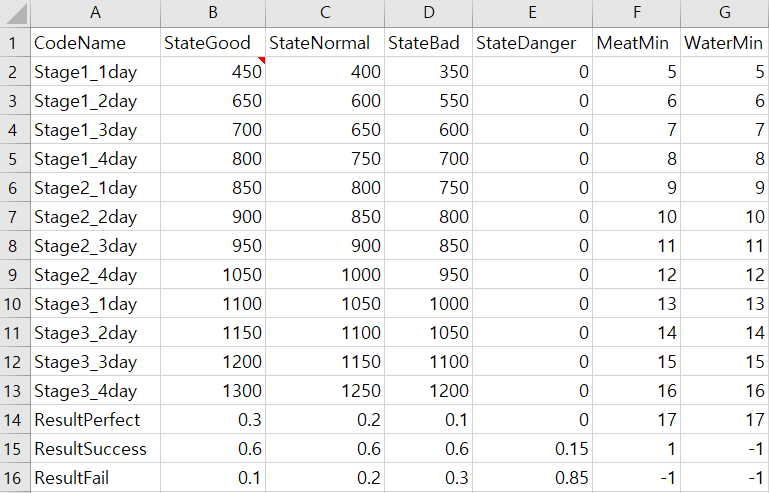 A B C D E F G
1 CodeName StateGood StateNormal StateBad StateDanger MeatMin WaterMin
2 Stage1_1day 450 400 350 0 5 5
3 Stage1_2day 650 600 550 0 6 6
4 Stage1_3day 700 650 600 0 7 7
5 Stage1_4day 800 750 700 0 8 8
6 Stage2_1day 850 800 750 0 9 9
7 Stage2_2day 900 850 800 0 10 10
8 Stage2_3day 950 900 850 0 11 11
9 Stage2_4day 1050 1000 950 0 12 12
10 Stage3_1day 1100 1050 1000 0 13 13
11 Stage3_2day 1150 1100 1050 0 14 14
12 Stage3_3day 1200 1150 1100 0 15 15
13 Stage3_4day 1300 1250 1200 0 16 16
14 ResultPerfect 0.3 0.2 0.1 0 17 17
15 ResultSuccess 0.6 0.6 0.6 0.15 1 -1
16 ResultFail 0.1 0.2 0.3 0.85 -1 -1